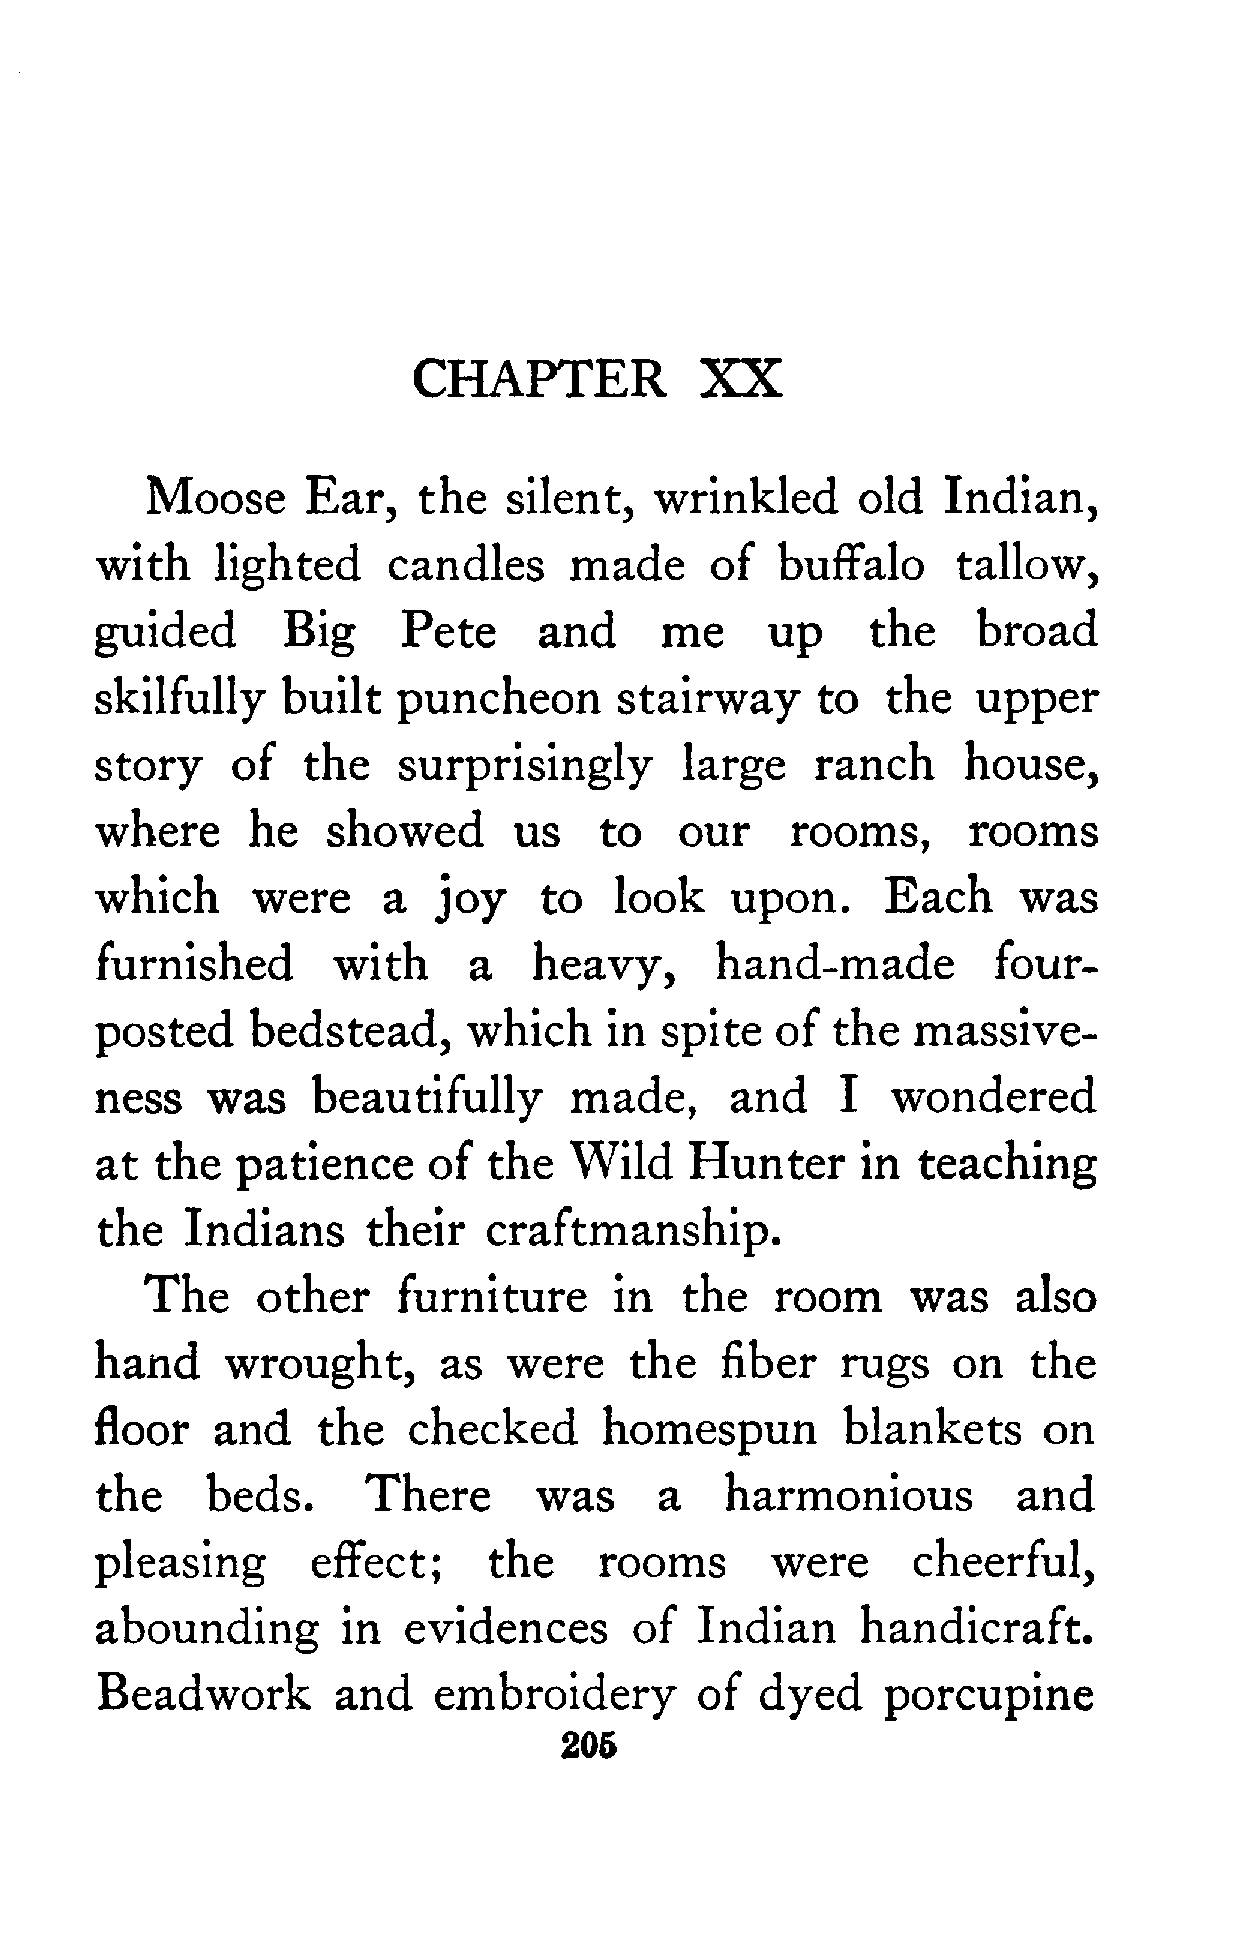 CHAPTER XX
Moose Ear, the silent, wrinkled old Indian,
with lighted candles made of buffalo tallow,
guided Big Pete and me up the broad
skilfully built puncheon stairway to the upper
story of the surprisingly large ranch house,
where he showed us to our rooms, rooms
which were a joy to look upon. Each was
furnished with a heavy, hand-made four-
posted bedstead, which in spite of the massive-
ness was beautifully made, and I wondered
at the patience of the Wild Hunter in teaching
the Indians their craftmanship.
The other furniture in the room was also
hand wrought, as were the fiber rugs on the
floor and the checked homespun blankets on
the beds. There was a harmonious and
pleasing effect; the rooms were cheerful,
abounding in evidences of Indian handicraft.
Beadwork and embroidery of dyed porcupine
205